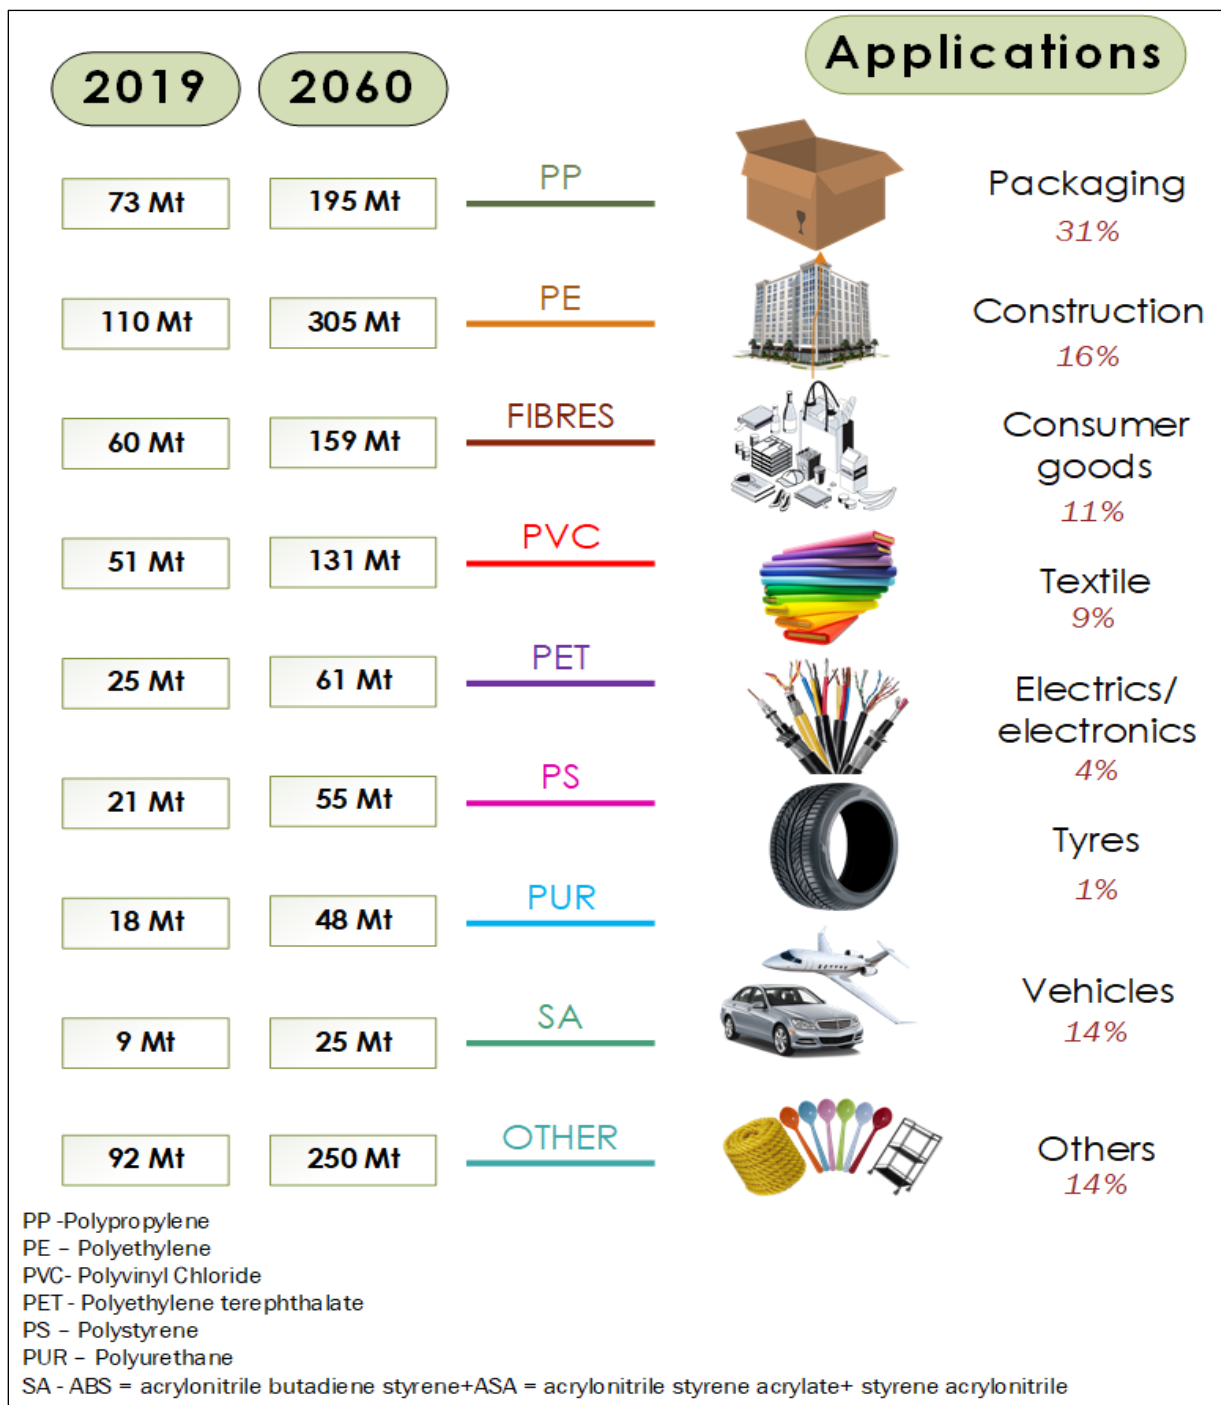 Applications
2019 2060
73 Mt 195 Mt PP Packaging
31%
110 Mt 305 Mt PE Construction
16%
60 Mt 159 Mt FIBRES Consumer
goods
11%
51 Mt 131 Mt PVC Textile
9%
25 Mt 61 Mt PET Electrics/
electronics
4%
21 Mt 55 Mt PS Tyres
1%
18 Mt 48 Mt PUR
9 Mt 25 Mt SA Vehicles
14%
92 Mt 250 Mt OTHER Others
14%
PP -Polypropylene
PE – Polyethylene
PVC- Polyvinyl Chloride
PET - Polyethylene terephthalate
PS – Polystyrene
PUR – Polyurethane
SA - ABS = acrylonitrile butadiene styrene+ASA = acrylonitrile styrene acrylate+ styrene acrylonitrile